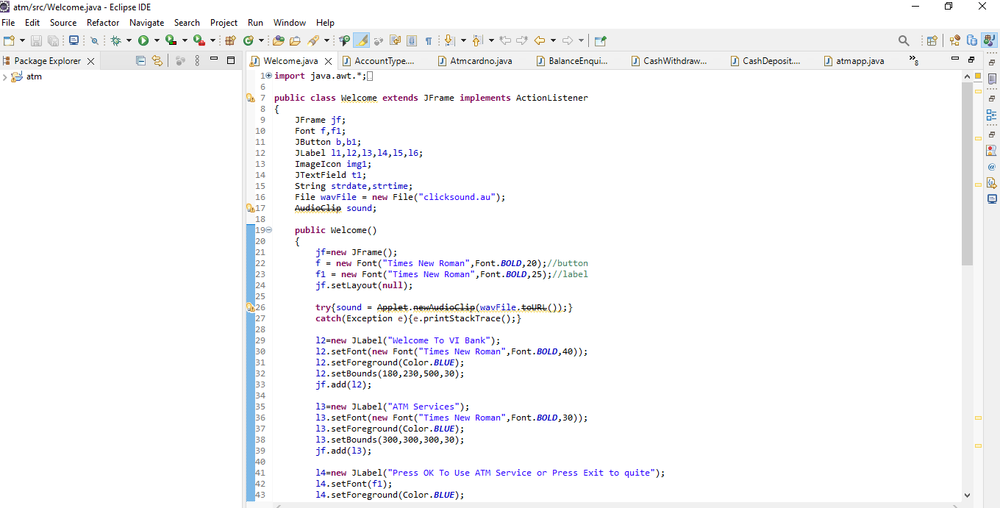 atm/src/Welcome.java - Eclipse IDE
File Edit Source Refactor Navigate Search Project Run Window Help
Package Explorer
atm
Welcome.java AccountType.... Atmcardno.java BalanceEnqui... CashWithdraw... CashDeposit.... atmapp.java »8
1 import java.awt.*;
6
7 public class Welcome extends JFrame implements ActionListener
8 {
9 JFrame jf;
10 Font f,f1;
11 JButton b,b1;
12 JLabel l1,l2,l3,l4,l5,l6;
13 ImageIcon img1;
14 JTextField t1;
15 String strdate,strtime;
16 File wavFile = new File("clicksound.au");
17 AudioClip sound;
18
19 public Welcome()
20 {
21 jf=new JFrame();
22 f = new Font("Times New Roman",Font.BOLD,20);//button
23 f1 = new Font("Times New Roman",Font.BOLD,25);//label
24 jf.setLayout(null);
25
26 try{sound = Applet.newAudioClip(wavFile.toURL());}
27 catch(Exception e){e.printStackTrace();}
28
29 l2=new JLabel("Welcome To VI Bank");
30 l2.setFont(new Font("Times New Roman",Font.BOLD,40));
31 l2.setForeground(Color.BLUE);
32 l2.setBounds(180,230,500,30);
33 jf.add(l2);
34
35 l3=new JLabel("ATM Services");
36 l3.setFont(new Font("Times New Roman",Font.BOLD,30));
37 l3.setForeground(Color.BLUE);
38 l3.setBounds(300,300,300,30);
39 jf.add(l3);
40
41 l4=new JLabel("Press OK To Use ATM Service or Press Exit to quite");
42 l4.setFont(f1);
43 l4.setForeground(Color.BLUE);